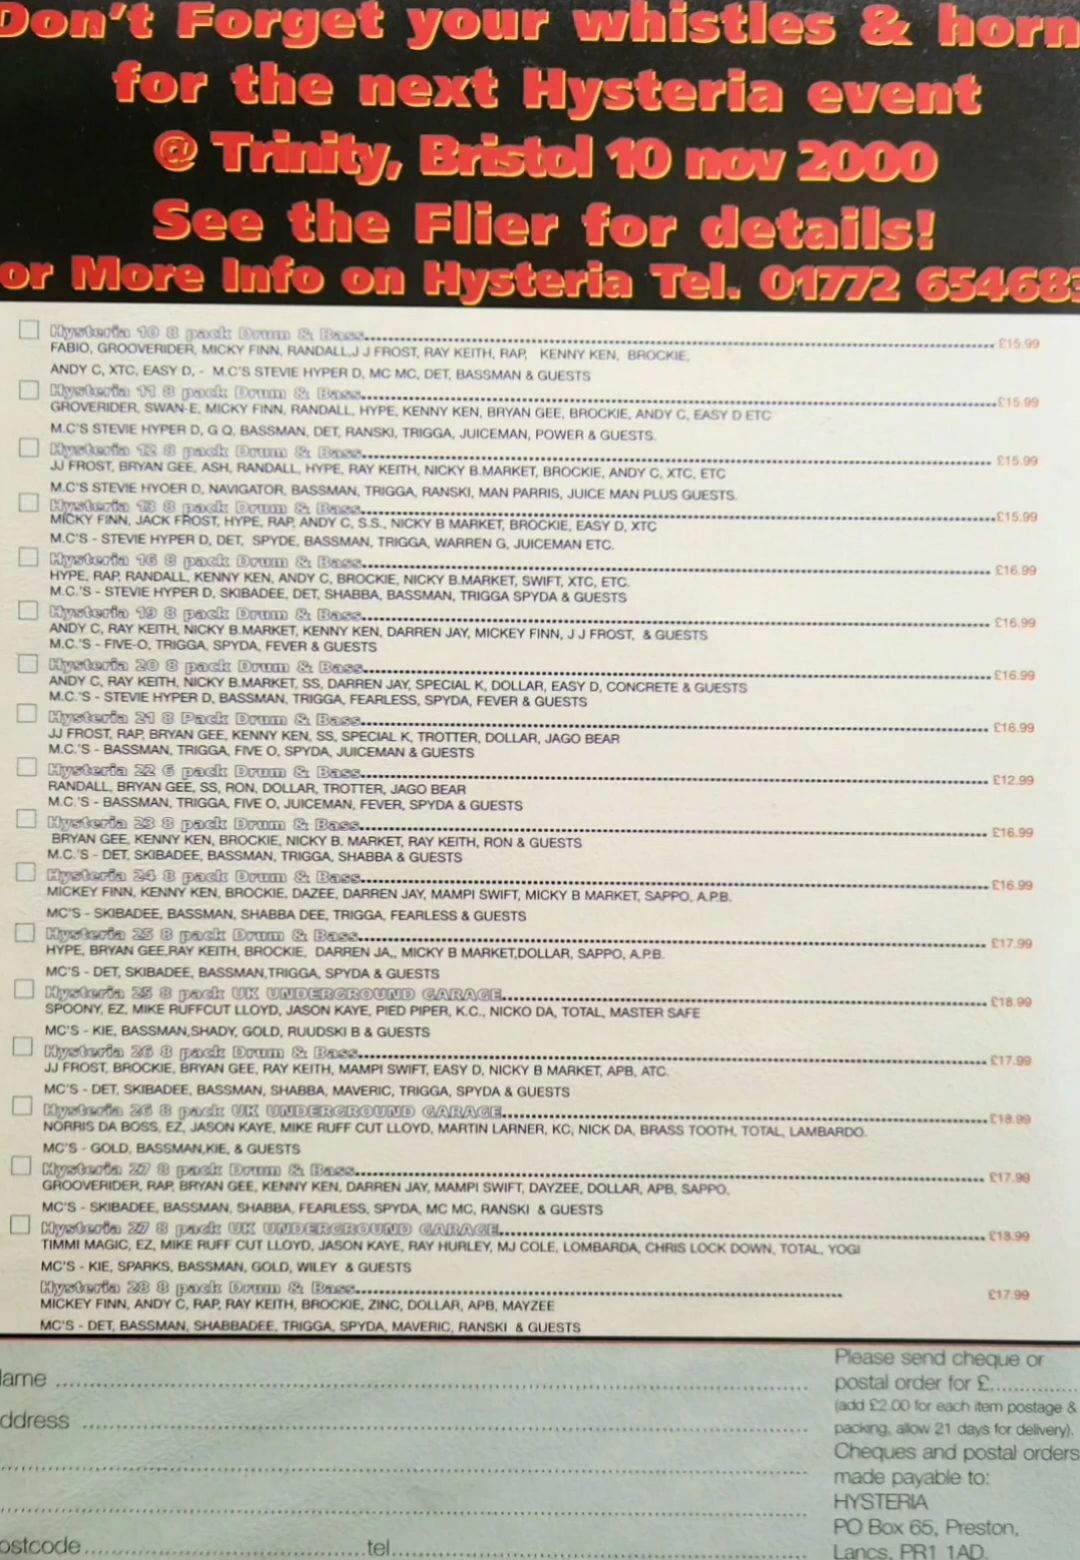 Don't Forget your whistles & horn
for the next Hysteria event
@ Trinity, Bristol 10 nov 2000
See the Flier for details!
or More Info on Hysteria Tel. 01772 654683
Hysteria 10 8 pack Drum & Bass.......... £15.99
FABIO, GROOVERIDER, MICKY FINN, RANDALL,J J FROST, RAY KEITH, RAP, KENNY KEN, BROCKIE,
ANDY C, XTC, EASY D, - M.C'S STEVIE HYPER D, MC MC, DET, BASSMAN & GUESTS
Hysteria 11 8 pack Drum & Bass.......... £15.99
GROVERIDER, SWAN-E, MICKY FINN, RANDALL, HYPE, KENNY KEN, BRYAN GEE, BROCKIE, ANDY C, EASY D ETC
M.C'S STEVIE HYPER D, G Q, BASSMAN, DET, RANSKI, TRIGGA, JUICEMAN, POWER & GUESTS.
Hysteria 12 8 pack Drum & Bass.......... £15.99
JJ FROST, BRYAN GEE, ASH, RANDALL, HYPE, RAY KEITH, NICKY B.MARKET, BROCKIE, ANDY C, XTC, ETC
M.C'S STEVIE HYOER D, NAVIGATOR, BASSMAN, TRIGGA, RANSKI, MAN PARRIS, JUICE MAN PLUS GUESTS.
Hysteria 13 8 pack Drum & Bass.......... £15.99
MICKY FINN, JACK FROST, HYPE, RAP, ANDY C, S.S., NICKY B MARKET, BROCKIE, EASY D, XTC
M.C'S - STEVIE HYPER D, DET, SPYDE, BASSMAN, TRIGGA, WARREN G, JUICEMAN ETC.
Hysteria 16 8 pack Drum & Bass.......... £16.99
HYPE, RAP, RANDALL, KENNY KEN, ANDY C, BROCKIE, NICKY B.MARKET, SWIFT, XTC, ETC.
M.C.'S - STEVIE HYPER D, SKIBADEE, DET, SHABBA, BASSMAN, TRIGGA SPYDA & GUESTS
Hysteria 19 8 pack Drum & Bass.......... £16.99
ANDY C, RAY KEITH, NICKY B.MARKET, KENNY KEN, DARREN JAY, MICKEY FINN, J J FROST, & GUESTS
M.C.'S - FIVE-O, TRIGGA, SPYDA, FEVER & GUESTS
Hysteria 20 8 pack Drum & Bass.......... £16.99
ANDY C, RAY KEITH, NICKY B.MARKET, SS, DARREN JAY, SPECIAL K, DOLLAR, EASY D, CONCRETE & GUESTS
M.C.'S - STEVIE HYPER D, BASSMAN, TRIGGA, FEARLESS, SPYDA, FEVER & GUESTS
Hysteria 21 8 Pack Drum & Bass.......... £16.99
JJ FROST, RAP, BRYAN GEE, KENNY KEN, SS, SPECIAL K, TROTTER, DOLLAR, JAGO BEAR
M.C.'S - BASSMAN, TRIGGA, FIVE O, SPYDA, JUICEMAN & GUESTS
Hysteria 22 6 pack Drum & Bass.......... £12.99
RANDALL, BRYAN GEE, SS, RON, DOLLAR, TROTTER, JAGO BEAR
M.C.'S - BASSMAN, TRIGGA, FIVE O, JUICEMAN, FEVER, SPYDA & GUESTS
Hysteria 23 8 pack Drum & Bass.......... £16.99
BRYAN GEE, KENNY KEN, BROCKIE, NICKY B. MARKET, RAY KEITH, RON & GUESTS
M.C.'S - DET, SKIBADEE, BASSMAN, TRIGGA, SHABBA & GUESTS
Hysteria 24 8 pack Drum & Bass.......... £16.99
MICKEY FINN, KENNY KEN, BROCKIE, DAZEE, DARREN JAY, MAMPI SWIFT, MICKY B MARKET, SAPPO, A.P.B.
MC'S - SKIBADEE, BASSMAN, SHABBA DEE, TRIGGA, FEARLESS & GUESTS
Hysteria 25 8 pack Drum & Bass.......... £17.99
HYPE, BRYAN GEE,RAY KEITH, BROCKIE, DARREN JA,, MICKY B MARKET,DOLLAR, SAPPO, A.P.B.
MC'S - DET, SKIBADEE, BASSMAN,TRIGGA, SPYDA & GUESTS
Hysteria 25 8 pack UK UNDERGROUND GARAGE.......... £18.99
SPOONY, EZ, MIKE RUFFCUT LLOYD, JASON KAYE, PIED PIPER, K.C., NICKO DA, TOTAL, MASTER SAFE
MC'S - KIE, BASSMAN,SHADY, GOLD, RUUDSKI B & GUESTS
Hysteria 26 8 pack Drum & Bass.......... £17.99
JJ FROST, BROCKIE, BRYAN GEE, RAY KEITH, MAMPI SWIFT, EASY D, NICKY B MARKET, APB, ATC.
MC'S - DET, SKIBADEE, BASSMAN, SHABBA, MAVERIC, TRIGGA, SPYDA & GUESTS
Hysteria 26 8 pack UK UNDERGROUND GARAGE.......... £18.99
NORRIS DA BOSS, EZ, JASON KAYE, MIKE RUFF CUT LLOYD, MARTIN LARNER, KC, NICK DA, BRASS TOOTH, TOTAL, LAMBARDO.
MC'S - GOLD, BASSMAN,KIE, & GUESTS
Hysteria 27 8 pack Drum & Bass.......... £17.99
GROOVERIDER, RAP, BRYAN GEE, KENNY KEN, DARREN JAY, MAMPI SWIFT, DAYZEE, DOLLAR, APB, SAPPO,
MC'S - SKIBADEE, BASSMAN, SHABBA, FEARLESS, SPYDA, MC MC, RANSKI & GUESTS
Hysteria 27 8 pack UK UNDERGROUND GARAGE.......... £18.99
TIMMI MAGIC, EZ, MIKE RUFF CUT LLOYD, JASON KAYE, RAY HURLEY, MJ COLE, LOMBARDA, CHRIS LOCK DOWN, TOTAL, YOGI
MC'S - KIE, SPARKS, BASSMAN, GOLD, WILEY & GUESTS
Hysteria 28 8 pack Drum & Bass.......... £17.99
MICKEY FINN, ANDY C, RAP, RAY KEITH, BROCKIE, ZINC, DOLLAR, APB, MAYZEE
MC'S - DET, BASSMAN, SHABBADEE, TRIGGA, SPYDA, MAVERIC, RANSKI & GUESTS
lame ..........
ddress ..........
ostcode..........tel..........
Please send cheque or
postal order for £..........
(add £2.00 for each item postage &
packing, allow 21 days for delivery).
Cheques and postal orders
made payable to:
HYSTERIA
PO Box 65, Preston,
Lancs. PR1 1AD.